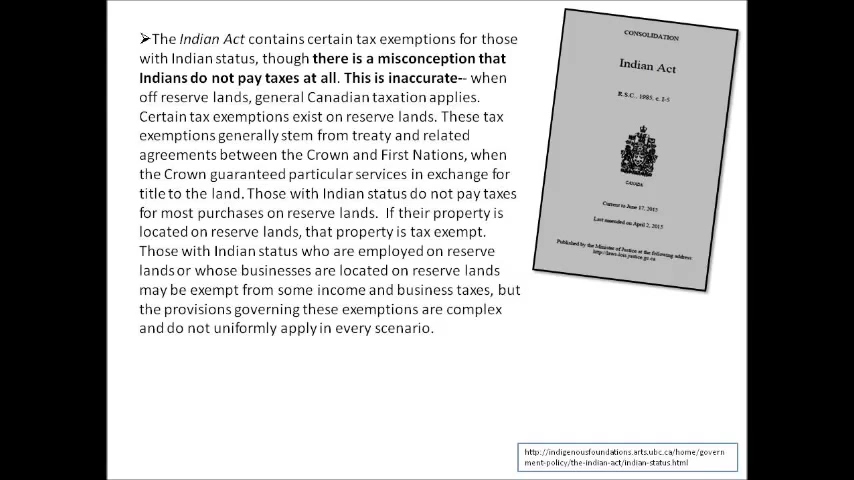 ➢The Indian Act contains certain tax exemptions for those
with Indian status, though there is a misconception that
Indians do not pay taxes at all. This is inaccurate-- when
off reserve lands, general Canadian taxation applies.
Certain tax exemptions exist on reserve lands. These tax
exemptions generally stem from treaty and related
agreements between the Crown and First Nations, when
the Crown guaranteed particular services in exchange for
title to the land. Those with Indian status do not pay taxes
for most purchases on reserve lands.  If their property is
located on reserve lands, that property is tax exempt.
Those with Indian status who are employed on reserve
lands or whose businesses are located on reserve lands
may be exempt from some income and business taxes, but
the provisions governing these exemptions are complex
and do not uniformly apply in every scenario.
CONSOLIDATION
Indian Act
R.S.C., 1985, c. I-5
CANADA
Current to June 17, 2013
Last amended on April 2, 2013
Published by the Minister of Justice at the following address:
http://laws-lois.justice.gc.ca
http://indigenousfoundations.arts.ubc.ca/home/govern
ment-policy/the-indian-act/indian-status.html